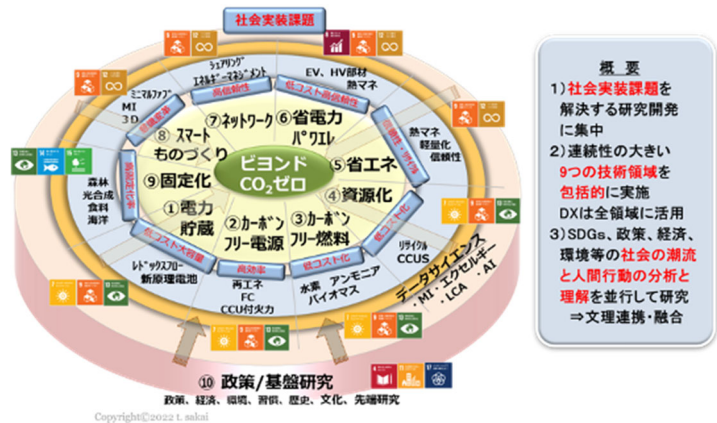 社会実装課題
シェアリング
エネルギーマネジメント
EV、HV部材
熱マネ
ミニマルファブ
MI
3D
高信頼性
低コスト高信頼性
⑦ネットワーク
⑥省電力
パワエレ
熱マネ
軽量化
信頼性
⑧スマート
ものづくり
ビヨンド
CO₂ゼロ
⑤省エネ
④資源化
⑨固定化
①電力
貯蔵
②カーボン
フリー電源
③カーボン
フリー燃料
森林
光合成
食料
海洋
低コスト大容量
高効率
低コスト化
低コスト化
レドックスフロー
新原理電池
再エネ
FC
CCU付火力
水素 アンモニア
バイオマス
リサイクル
CCUS
データサイエンス
・MI・エクセルギー
・LCA・AI
⑩ 政策/基盤研究
政策、経済、環境、習慣、歴史、文化、先端研究
Copyright©2022 t. sakai
概 要
1)社会実装課題を
解決する研究開発
に集中
2)連続性の大きい
9つの技術領域を
包括的に実施
DXは全領域に活用
3)SDGs、政策、経済、
環境等の社会の潮流
と人間行動の分析と
理解を並行して研究
⇒文理連携・融合